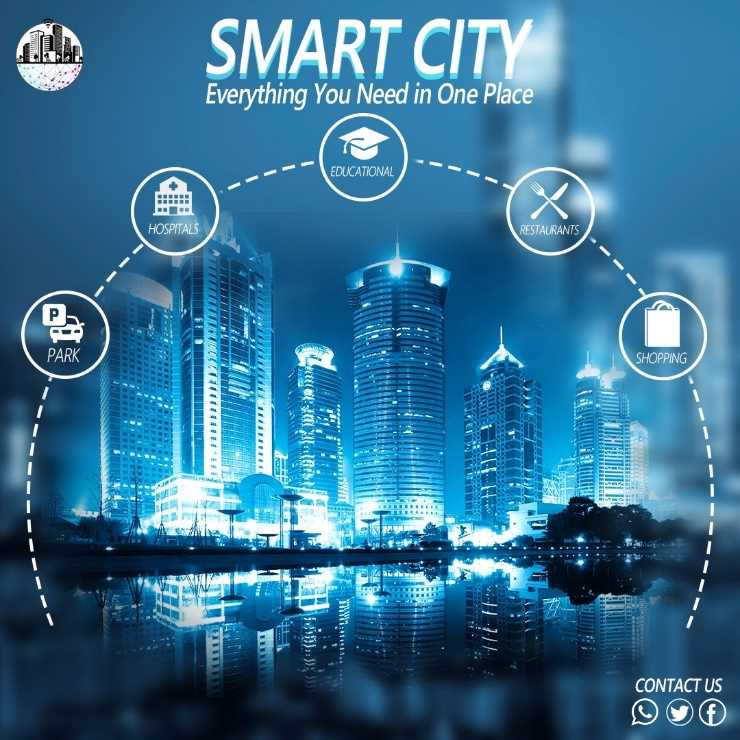 SMART CITY
Everything You Need in One Place
EDUCATIONAL
HOSPITALS
RESTAURANTS
P
PARK
SHOPPING
CONTACT US